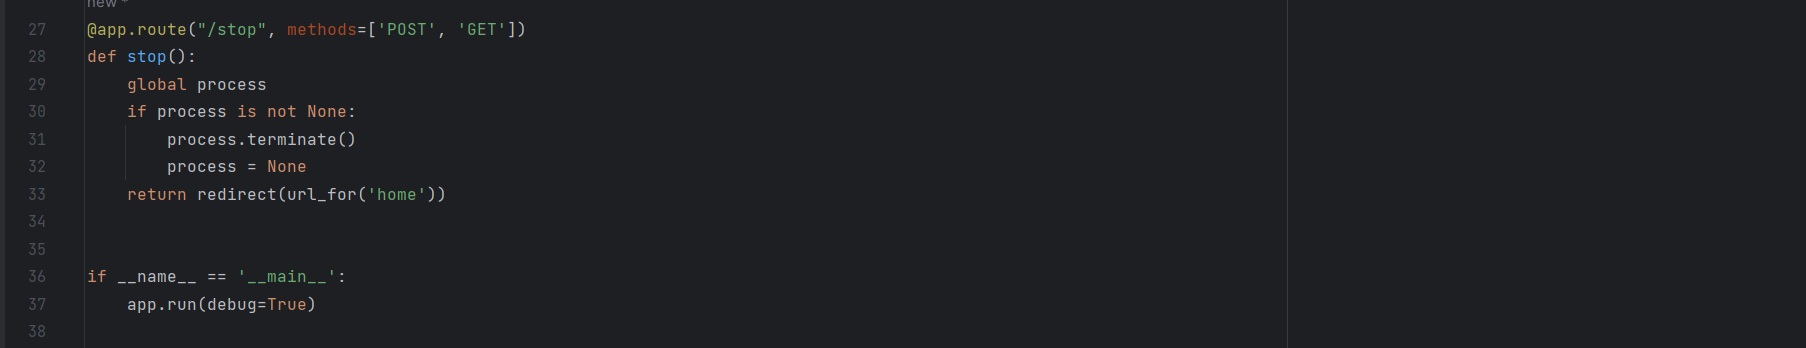 new *
27 @app.route("/stop", methods=['POST', 'GET'])
28 def stop():
29     global process
30     if process is not None:
31         process.terminate()
32         process = None
33     return redirect(url_for('home'))
34
35
36 if __name__ == '__main__':
37     app.run(debug=True)
38